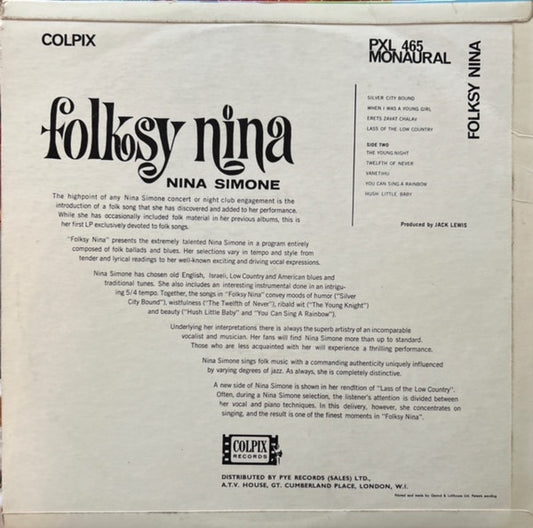 COLPIX
PXL 465
MONAURAL
FOLKSY NINA
folksy nina
NINA SIMONE
SILVER CITY BOUND
WHEN I WAS A YOUNG GIRL
ERETS ZAVAT CHALAV
LASS OF THE LOW COUNTRY
SIDE TWO
THE YOUNG NIGHT
TWELFTH OF NEVER
VANETIHU
YOU CAN SING A RAINBOW
HUSH LITTLE BABY
Produced by JACK LEWIS
The highpoint of any Nina Simone concert or night club engagement is the
introduction of a folk song that she has discovered and added to her performance.
While she has occasionally included folk material in her previous albums, this is
her first LP exclusively devoted to folk songs.
"Folksy Nina" presents the extremely talented Nina Simone in a program entirely
composed of folk ballads and blues. Her selections vary in tempo and style from
tender and lyrical readings to her well-known exciting and driving vocal expressions.
Nina Simone has chosen old English, Israeli, Low Country and American blues and
traditional tunes. She also includes an interesting instrumental done in an intri-
guing 5/4 tempo. Together, the songs in "Folksy Nina" convey moods of humor ("Silver
City Bound"), wistfulness ("The Twelfth of Never"), ribald wit ("The Young Knight")
and beauty ("Hush Little Baby" and "You Can Sing A Rainbow").
Underlying her interpretations there is always the superb artistry of an incomparable
vocalist and musician. Her fans will find Nina Simone more than up to standard.
Those who are less acquainted with her will experience a thrilling performance.
Nina Simone sings folk music with a commanding authenticity uniquely influenced
by varying degrees of jazz. As always, she is completely distinctive.
A new side of Nina Simone is shown in her rendition of "Lass of the Low Country".
Often, during a Nina Simone selection, the listener's attention is divided between
her vocal and piano techniques. In this delivery, however, she concentrates on
singing, and the result is one of the finest moments in "Folksy Nina".
COLPIX
RECORDS
DISTRIBUTED BY PYE RECORDS (SALES) LTD.,
A.T.V. HOUSE, GT. CUMBERLAND PLACE, LONDON, W.1.
Printed and made by Garrod & Lofthouse Ltd. Patents pending